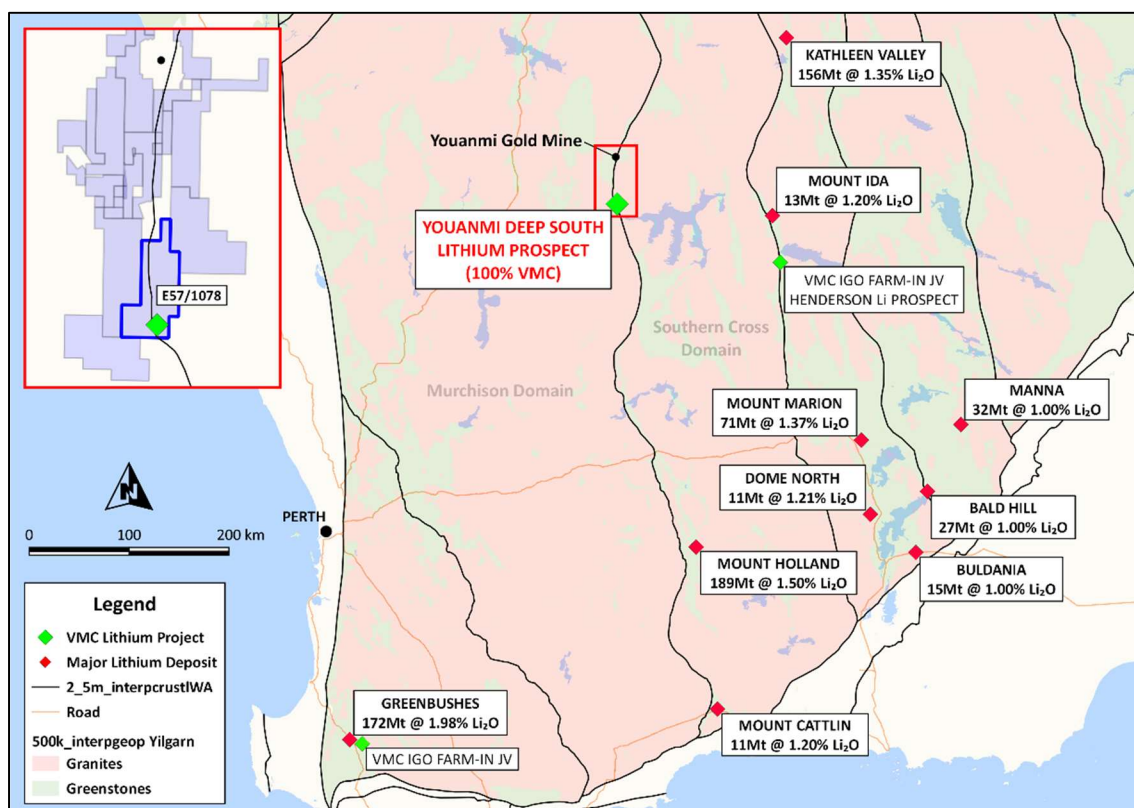 E57/1078
KATHLEEN VALLEY
156Mt @ 1.35% Li₂O
Youanmi Gold Mine
YOUANMI DEEP SOUTH
LITHIUM PROSPECT
(100% VMC)
MOUNT IDA
13Mt @ 1.20% Li₂O
VMC IGO FARM-IN JV
HENDERSON Li PROSPECT
Southern Cross
Domain
Murchison Domain
MOUNT MARION
71Mt @ 1.37% Li₂O
MANNA
32Mt @ 1.00% Li₂O
DOME NORTH
11Mt @ 1.21% Li₂O
BALD HILL
27Mt @ 1.00% Li₂O
N
0 100 200 km
PERTH
MOUNT HOLLAND
189Mt @ 1.50% Li₂O
BULDANIA
15Mt @ 1.00% Li₂O
Legend
VMC Lithium Project
Major Lithium Deposit
2_5m_interpcrustlWA
Road
500k_interpgeop Yilgarn
Granites
Greenstones
GREENBUSHES
172Mt @ 1.98% Li₂O
VMC IGO FARM-IN JV
MOUNT CATTLIN
11Mt @ 1.20% Li₂O